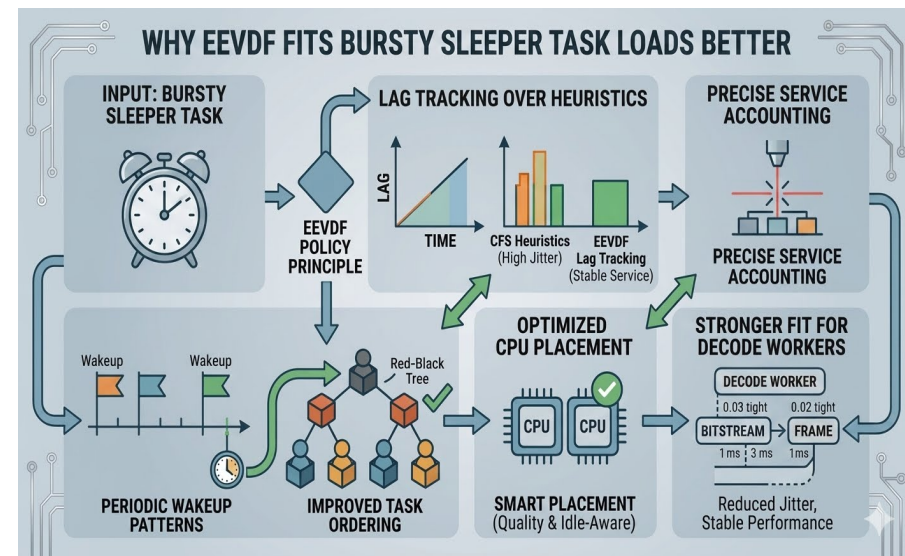 WHY EEVDF FITS BURSTY SLEEPER TASK LOADS BETTER
INPUT: BURSTY
SLEEPER TASK
EEVDF
POLICY
PRINCIPLE
LAG TRACKING OVER HEURISTICS
LAG
TIME
CFS Heuristics
(High Jitter)
EEVDF
Lag Tracking
(Stable Service)
PRECISE SERVICE
ACCOUNTING
PRECISE SERVICE
ACCOUNTING
Wakeup
Wakeup
PERIODIC WAKEUP
PATTERNS
Red-Black
Tree
IMPROVED TASK
ORDERING
OPTIMIZED
CPU PLACEMENT
CPU
CPU
SMART PLACEMENT
(Quality & Idle-Aware)
STRONGER FIT FOR
DECODE WORKERS
DECODE WORKER
0.03 tight
0.02 tight
BITSTREAM
FRAME
1 ms
3 ms
1ms
Reduced Jitter,
Stable Performance